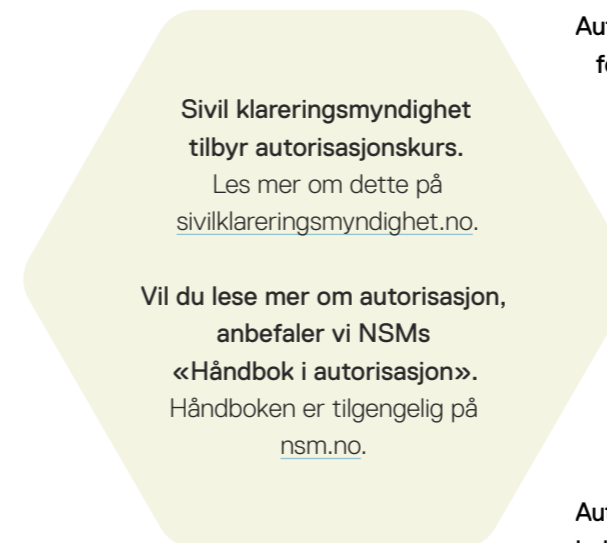 Sivil klareringsmyndighet
tilbyr autorisasjonskurs.
Les mer om dette på
sivilklareringsmyndighet.no.
Vil du lese mer om autorisasjon,
anbefaler vi NSMs
«Håndbok i autorisasjon».
Håndboken er tilgengelig på
nsm.no.